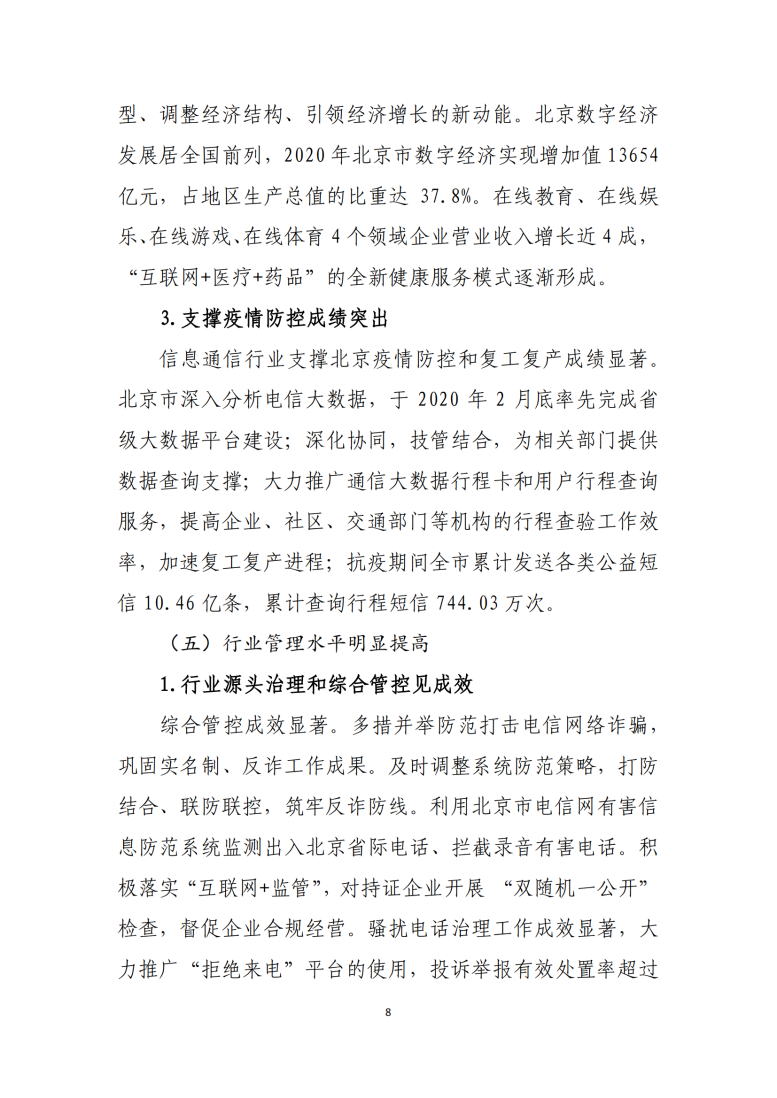 型、调整经济结构、引领经济增长的新动能。北京数字经济
发展居全国前列，2020 年北京市数字经济实现增加值 13654
亿元，占地区生产总值的比重达 37.8%。在线教育、在线娱
乐、在线游戏、在线体育 4 个领域企业营业收入增长近 4 成，
“互联网+医疗+药品”的全新健康服务模式逐渐形成。
3.支撑疫情防控成绩突出
信息通信行业支撑北京疫情防控和复工复产成绩显著。
北京市深入分析电信大数据，于 2020 年 2 月底率先完成省
级大数据平台建设；深化协同，技管结合，为相关部门提供
数据查询支撑；大力推广通信大数据行程卡和用户行程查询
服务，提高企业、社区、交通部门等机构的行程查验工作效
率，加速复工复产进程；抗疫期间全市累计发送各类公益短
信 10.46 亿条，累计查询行程短信 744.03 万次。
（五）行业管理水平明显提高
1.行业源头治理和综合管控见成效
综合管控成效显著。多措并举防范打击电信网络诈骗，
巩固实名制、反诈工作成果。及时调整系统防范策略，打防
结合、联防联控，筑牢反诈防线。利用北京市电信网有害信
息防范系统监测出入北京省际电话、拦截录音有害电话。积
极落实“互联网+监管”，对持证企业开展 “双随机一公开”
检查，督促企业合规经营。骚扰电话治理工作成效显著，大
力推广“拒绝来电”平台的使用，投诉举报有效处置率超过
8